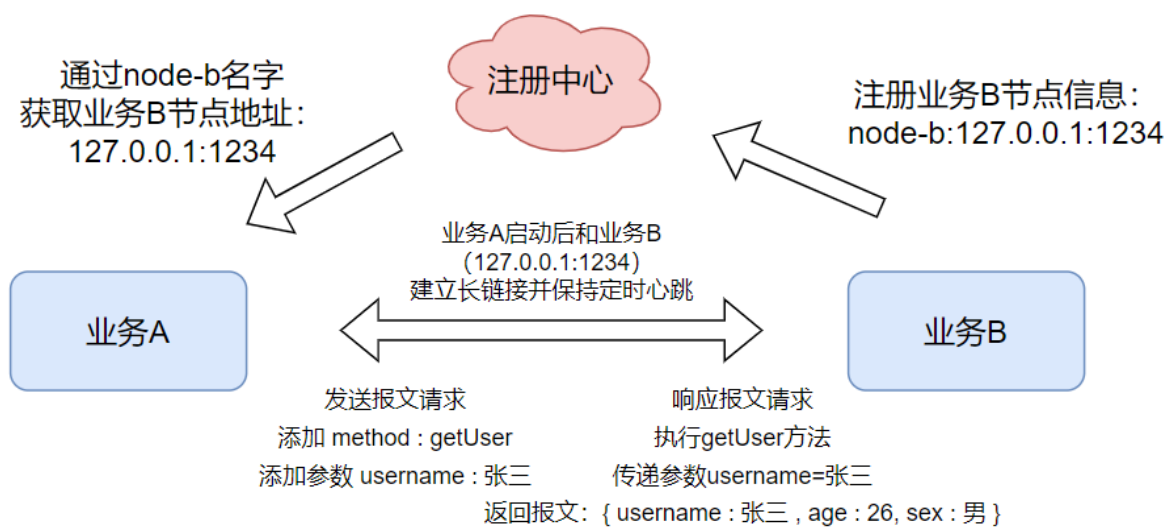 注册中心
通过node-b名字
获取业务B节点地址：
127.0.0.1:1234
注册业务B节点信息：
node-b:127.0.0.1:1234
业务A启动后和业务B
（127.0.0.1:1234）
建立长链接并保持定时心跳
业务A
业务B
发送报文请求
添加 method : getUser
添加参数 username : 张三
响应报文请求
执行getUser方法
传递参数username=张三
返回报文：{ username : 张三 , age : 26, sex : 男 }